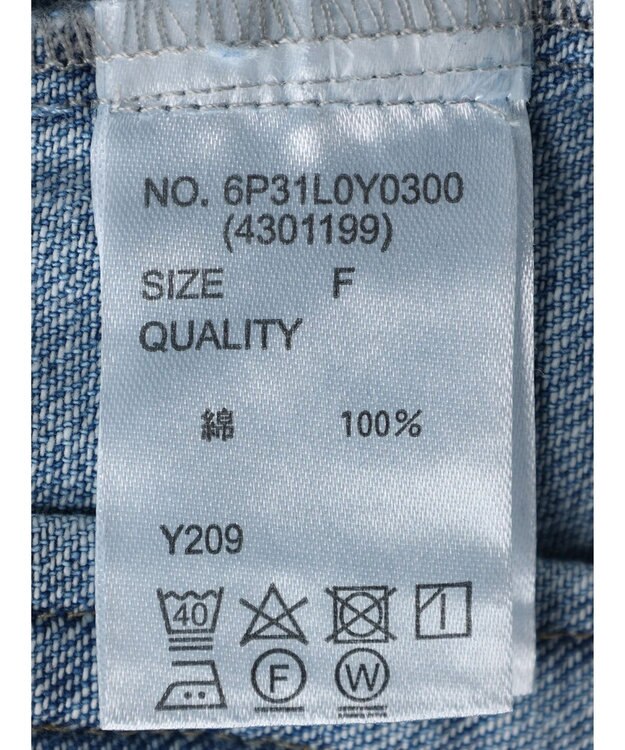 NO. 6P31L0Y0300
(4301199)
SIZE F
QUALITY
綿 100%
Y209
40
F W